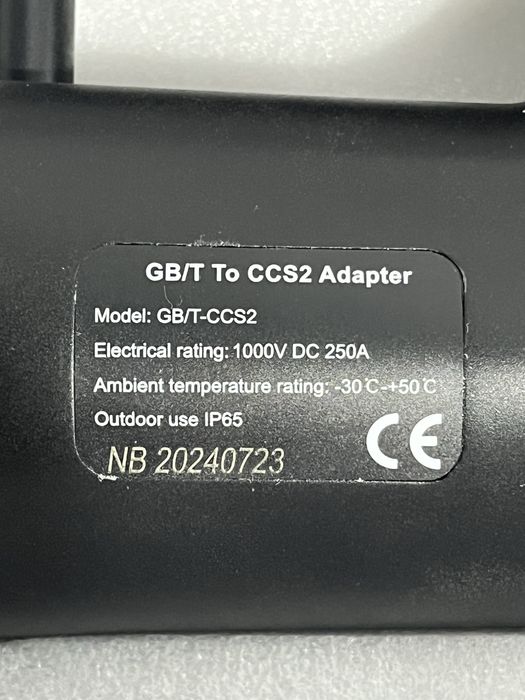 GB/T To CCS2 Adapter
Model: GB/T-CCS2
Electrical rating: 1000V DC 250A
Ambient temperature rating: -30℃-+50℃
Outdoor use IP65
NB 20240723
CE